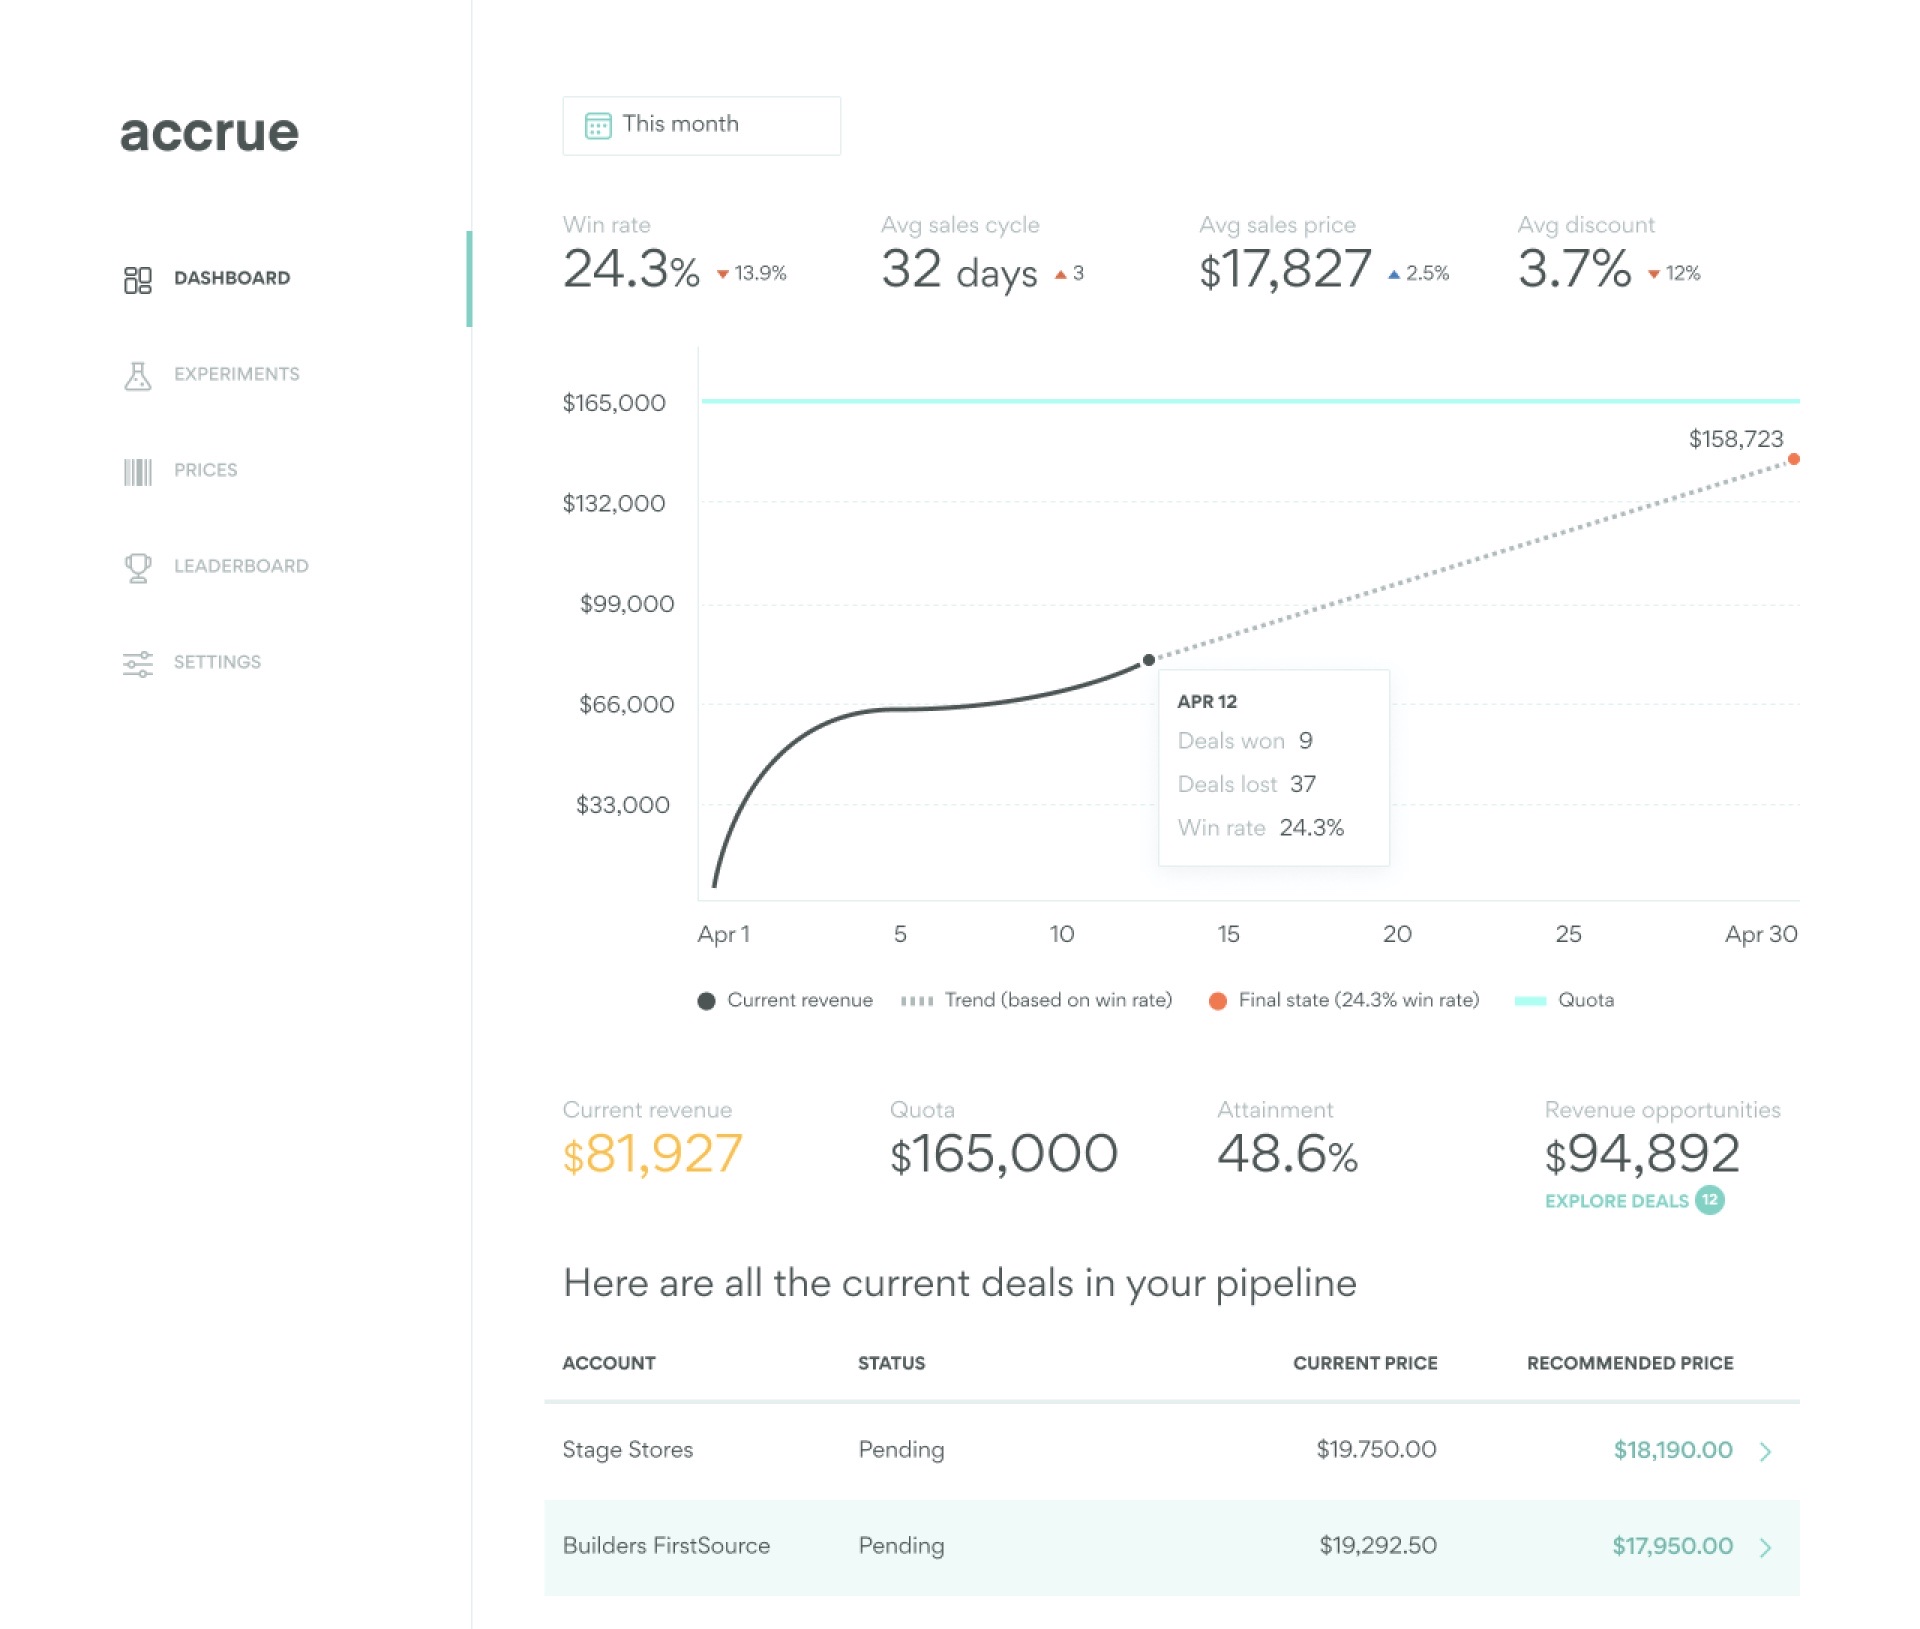 accrue
DASHBOARD
EXPERIMENTS
PRICES
LEADERBOARD
SETTINGS
This month
Win rate
24.3% 13.9%
Avg sales cycle
32 days 3
Avg sales price
$17,827 2.5%
Avg discount
3.7% 12%
$165,000
$132,000
$99,000
$66,000
$33,000
$158,723
APR 12
Deals won 9
Deals lost 37
Win rate 24.3%
Apr 1 5 10 15 20 25 Apr 30
Current revenue Trend (based on win rate) Final state (24.3% win rate) Quota
Current revenue
$81,927
Quota
$165,000
Attainment
48.6%
Revenue opportunities
$94,892
EXPLORE DEALS 12
Here are all the current deals in your pipeline
ACCOUNT STATUS CURRENT PRICE RECOMMENDED PRICE
Stage Stores Pending $19.750.00 $18,190.00
Builders FirstSource Pending $19,292.50 $17,950.00